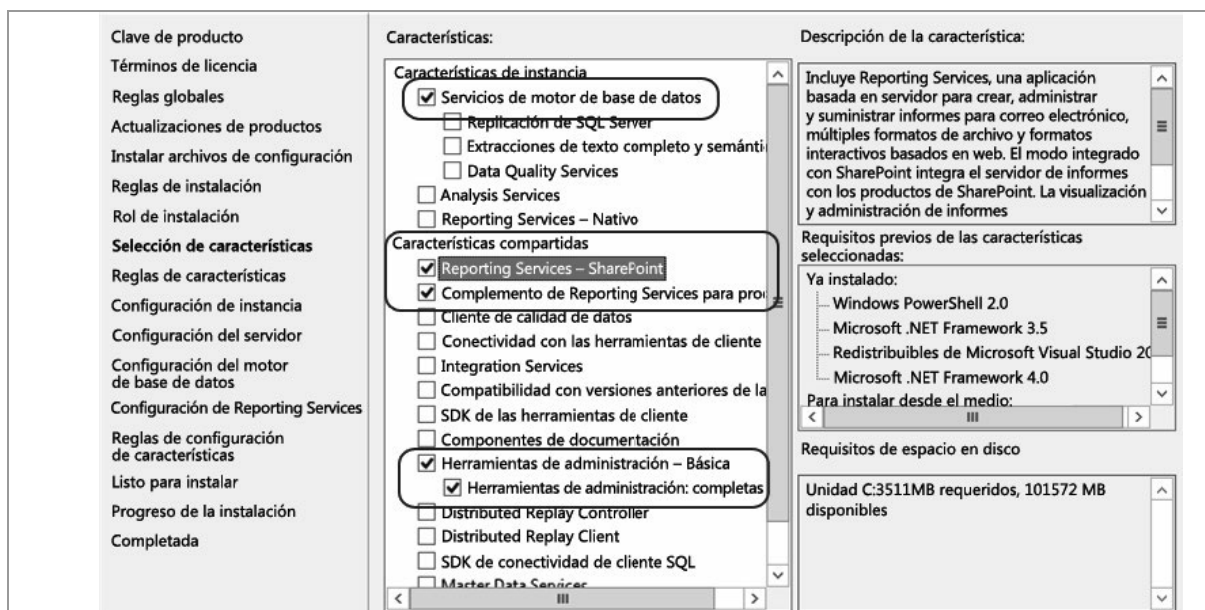 Clave de producto
Términos de licencia
Reglas globales
Actualizaciones de productos
Instalar archivos de configuración
Reglas de instalación
Rol de instalación
Selección de características
Reglas de características
Configuración de instancia
Configuración del servidor
Configuración del motor
de base de datos
Configuración de Reporting Services
Reglas de configuración
de características
Listo para instalar
Progreso de la instalación
Completada
Características:
Características de instancia
Servicios de motor de base de datos
Replicación de SQL Server
Extracciones de texto completo y semánti
Data Quality Services
Analysis Services
Reporting Services – Nativo
Características compartidas
Reporting Services – SharePoint
Complemento de Reporting Services para pro
Cliente de calidad de datos
Conectividad con las herramientas de cliente
Integration Services
Compatibilidad con versiones anteriores de la
SDK de las herramientas de cliente
Componentes de documentación
Herramientas de administración – Básica
Herramientas de administración: completas
Distributed Replay Controller
Distributed Replay Client
SDK de conectividad de cliente SQL
Master Data Services
Descripción de la característica:
Incluye Reporting Services, una aplicación
basada en servidor para crear, administrar
y suministrar informes para correo electrónico,
múltiples formatos de archivo y formatos
interactivos basados en web. El modo integrado
con SharePoint integra el servidor de informes
con los productos de SharePoint. La visualización
y administración de informes
Requisitos previos de las características
seleccionadas:
Ya instalado:
Windows PowerShell 2.0
Microsoft .NET Framework 3.5
Redistribuibles de Microsoft Visual Studio 20
Microsoft .NET Framework 4.0
Para instalar desde el medio:
Requisitos de espacio en disco
Unidad C:3511MB requeridos, 101572 MB
disponibles